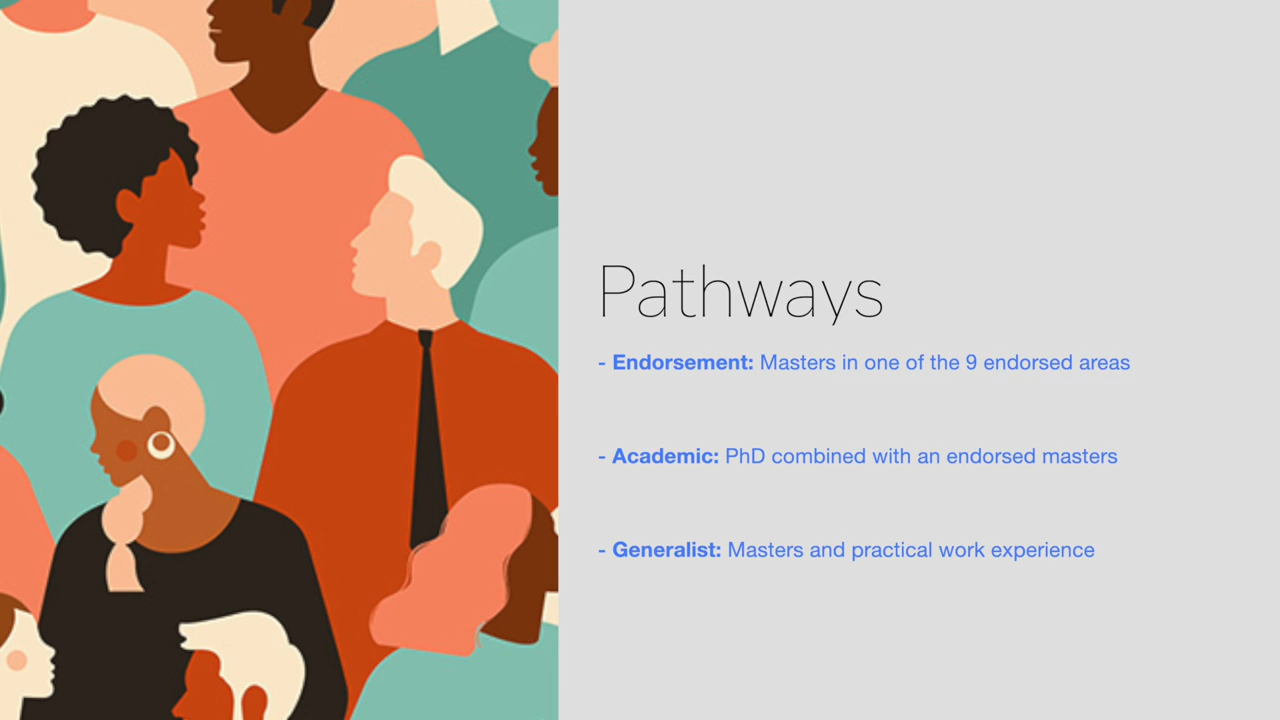 Pathways
- Endorsement: Masters in one of the 9 endorsed areas
- Academic: PhD combined with an endorsed masters
- Generalist: Masters and practical work experience